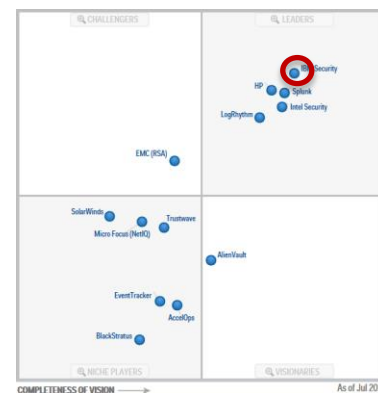 CHALLENGERS
LEADERS
Security
HP
Splunk
Intel Security
LogRhythm
EMC (RSA)
SolarWinds
Trustwave
Micro Focus (NetIQ)
AlienVault
EventTracker
AccelOps
BlackStratus
NICHE PLAYERS
VISIONARIES
COMPLETENESS OF VISION
As of Jul 20